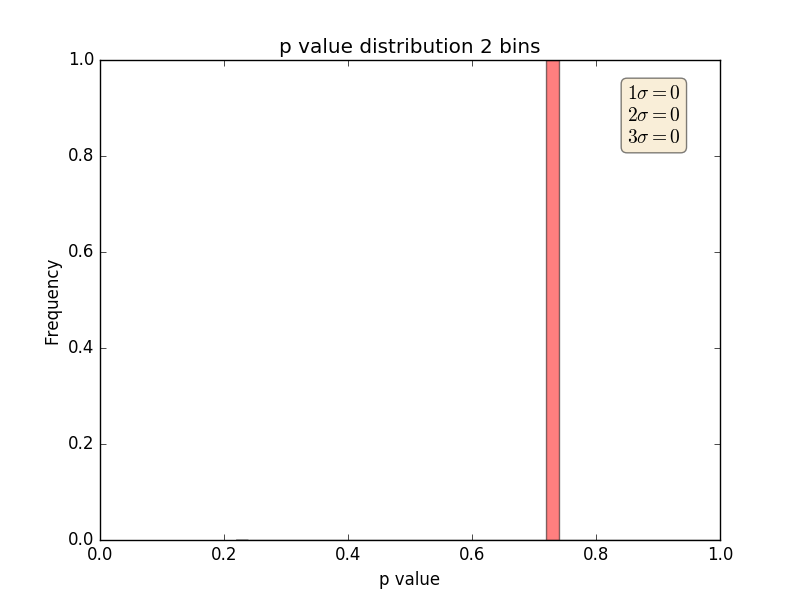 p value distribution 2 bins
1.0
0.8
0.6
0.4
0.2
0.0
Frequency
1σ = 0
2σ = 0
3σ = 0
0.0 0.2 0.4 0.6 0.8 1.0
p value